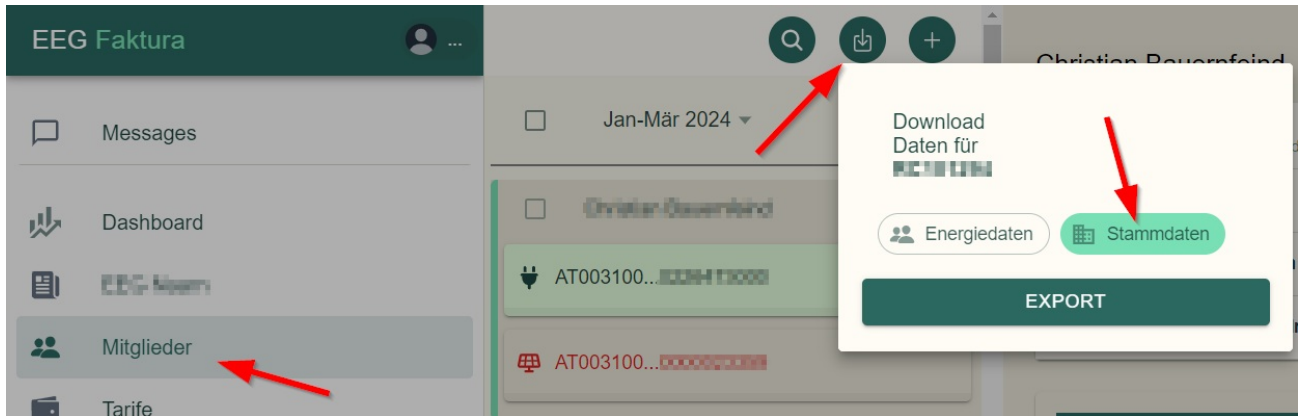 EEG Faktura
...
Messages
Dashboard
Mitglieder
Tarife
Jan-Mär 2024
AT003100...
AT003100...
Download
Daten für
Energiedaten
Stammdaten
EXPORT